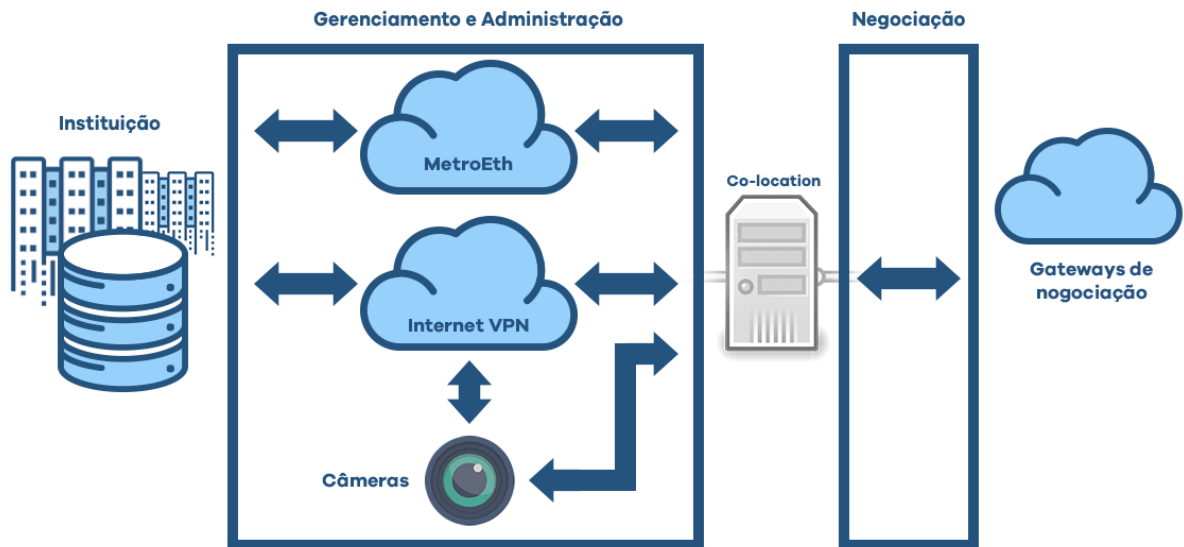 Gerenciamento e Administração
Negociação
Instituição
MetroEth
Co-location
Internet VPN
Gateways de
nogociação
Câmeras